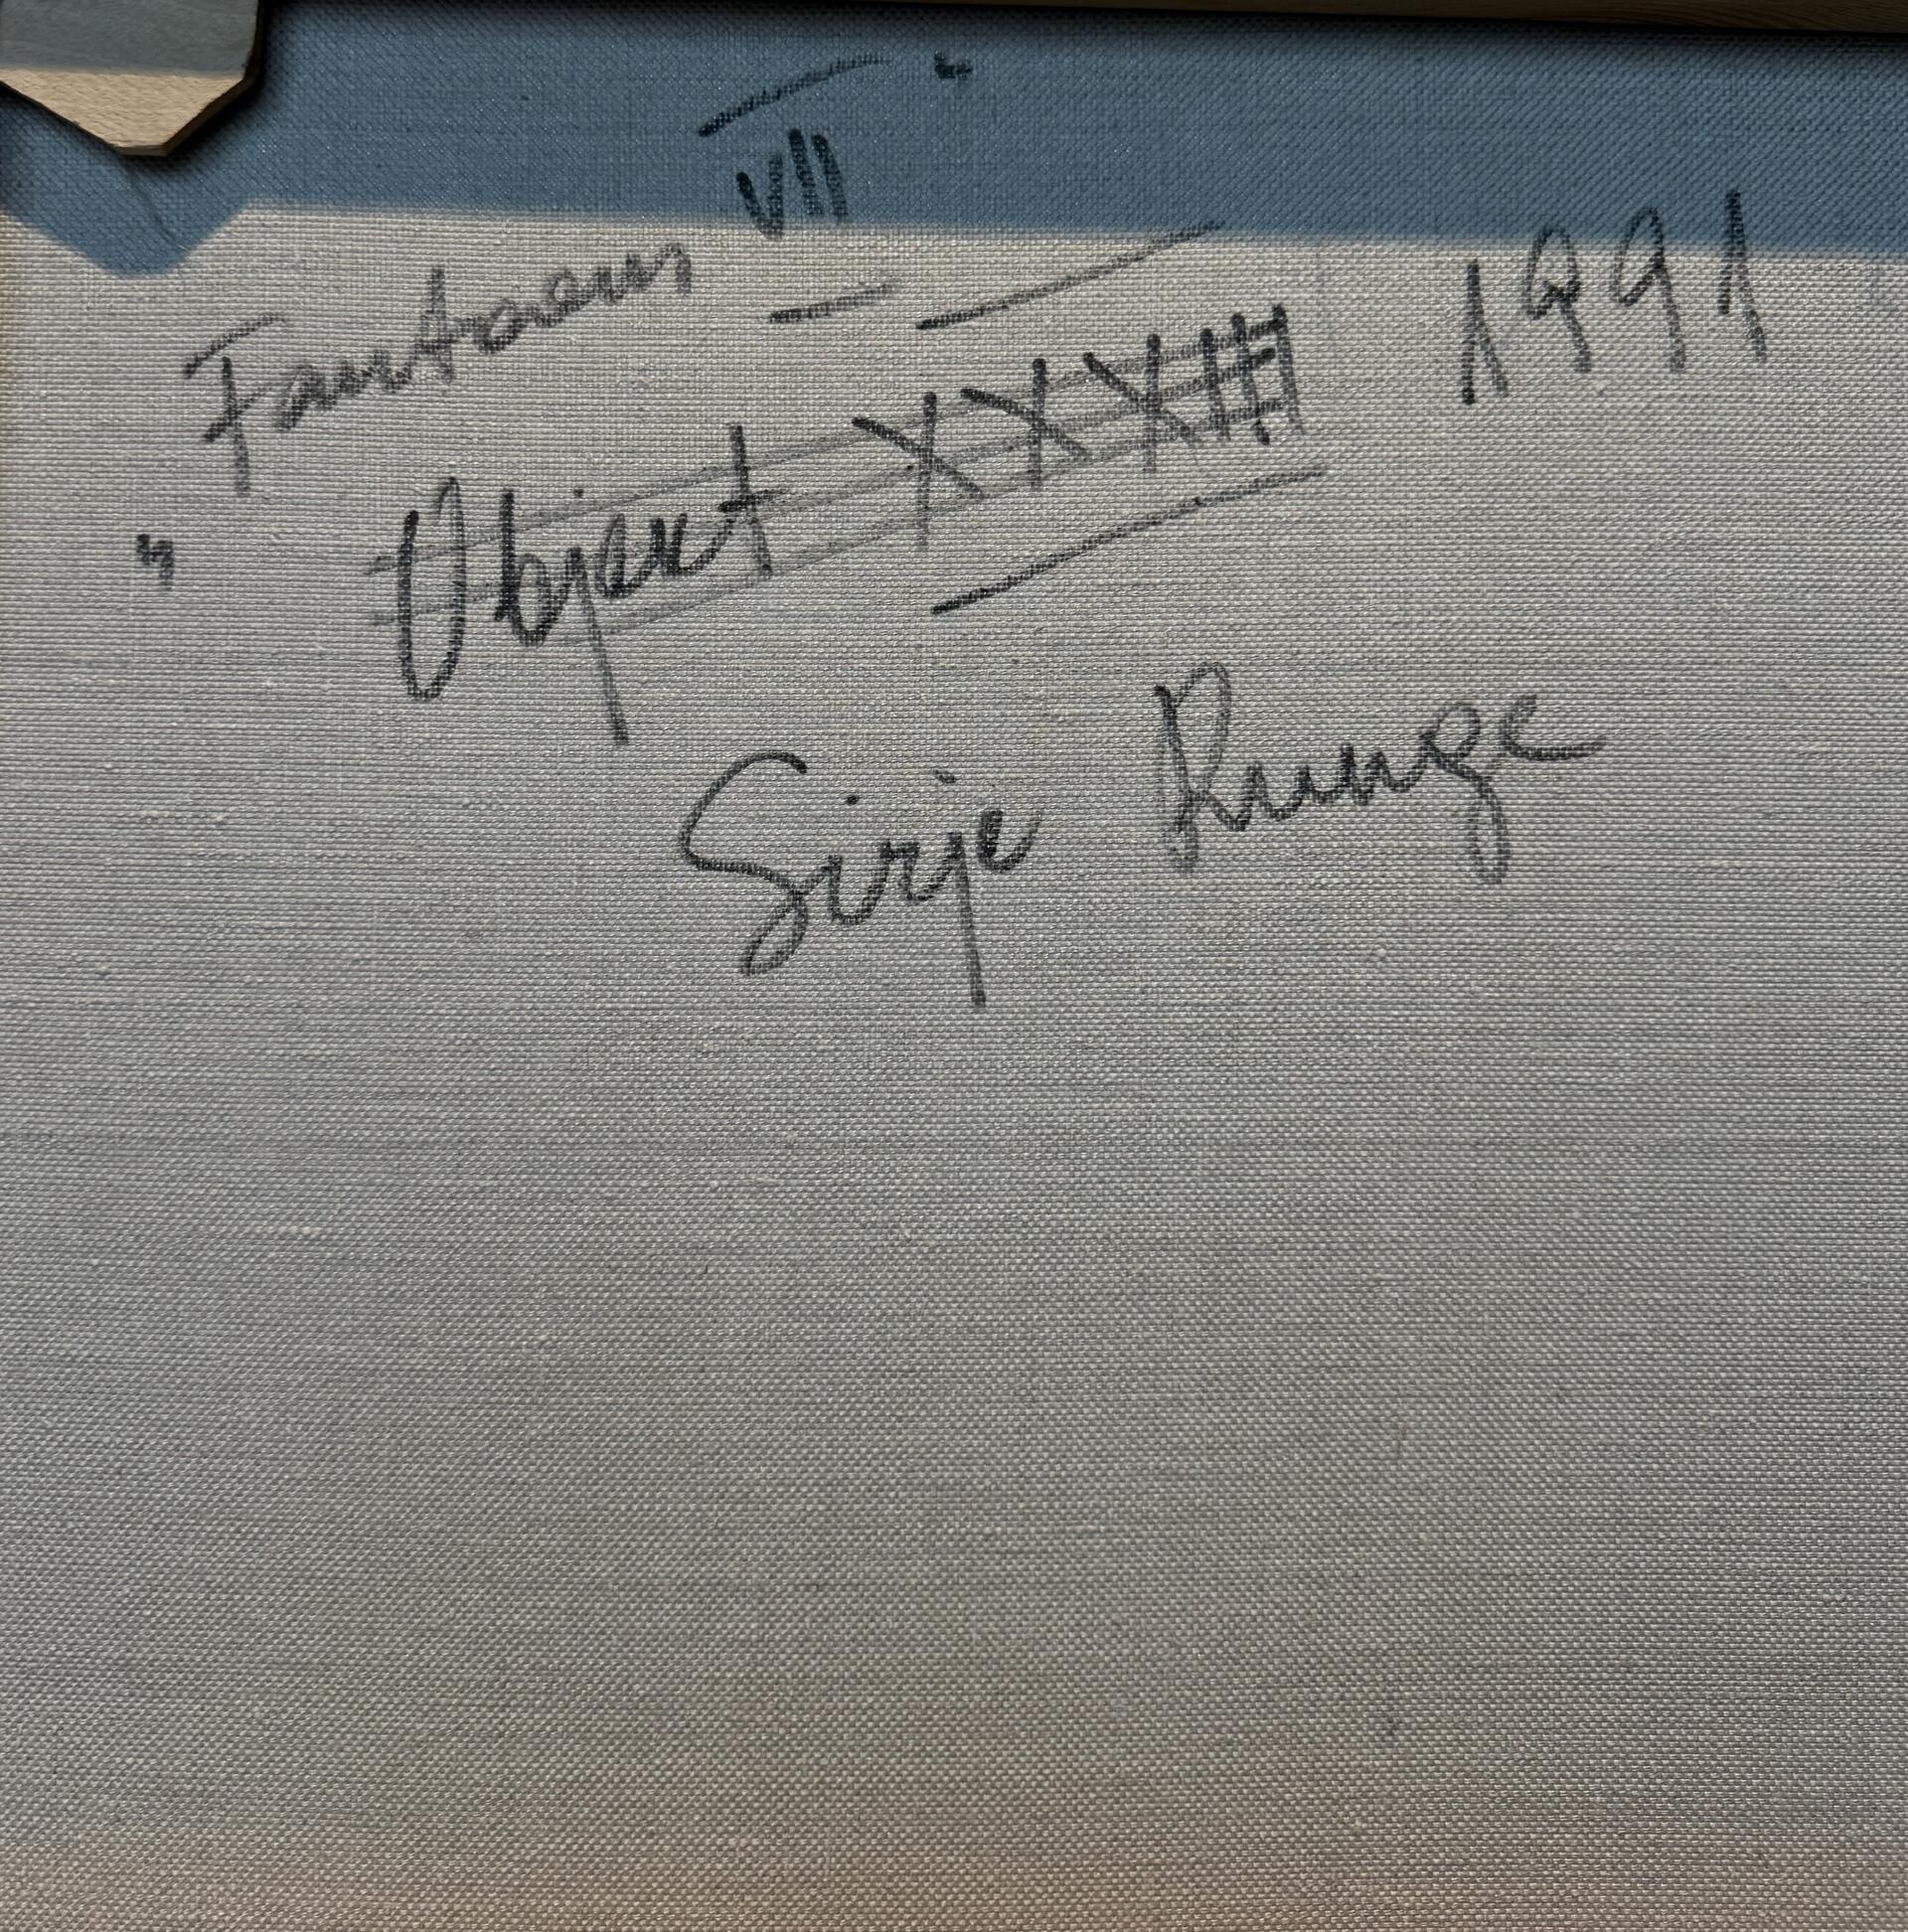 Fantoom VII"
"Objekt XXXIII 1991
Sirje Runge